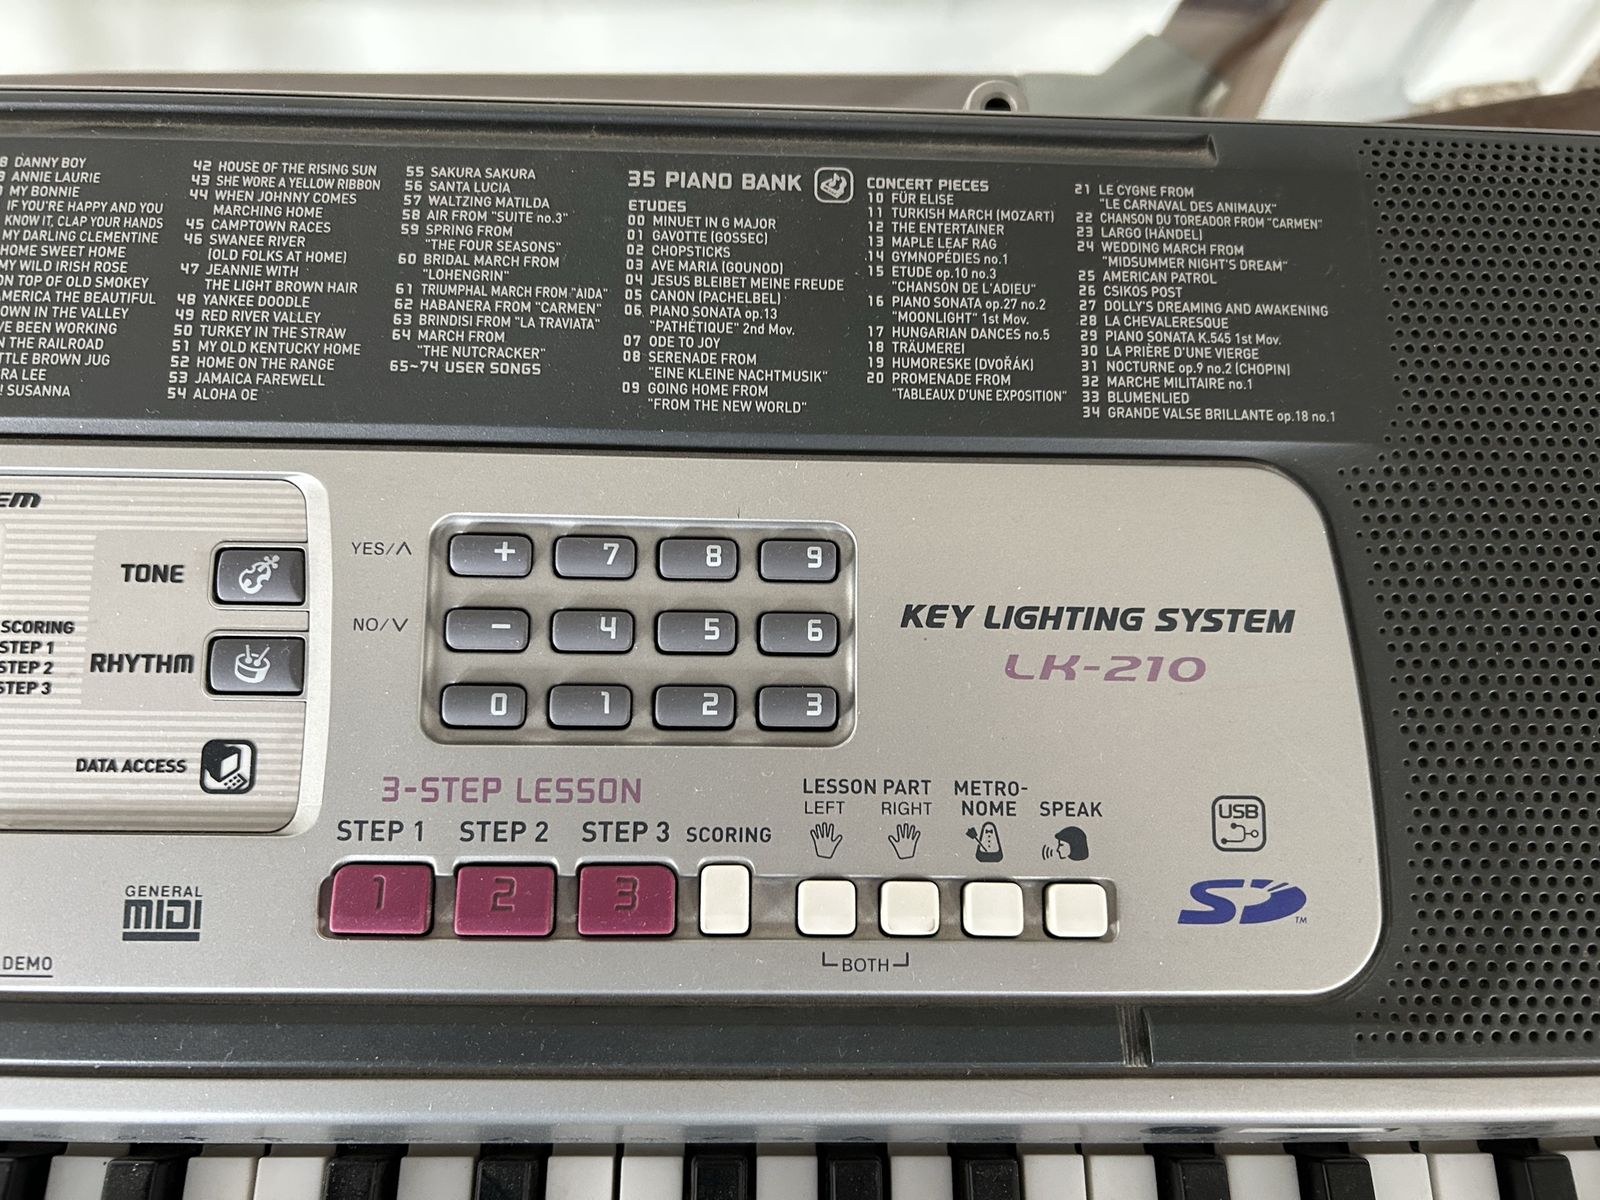 DANNY BOY
ANNIE LAURIE
MY BONNIE
IF YOU'RE HAPPY AND YOU
KNOW IT, CLAP YOUR HANDS
MY DARLING CLEMENTINE
HOME SWEET HOME
MY WILD IRISH ROSE
ON TOP OF OLD SMOKEY
AMERICA THE BEAUTIFUL
IN THE VALLEY
BEEN WORKING
THE RAILROAD
BROWN JUG
LEE
SUSANNA
42 HOUSE OF THE RISING SUN
43 SHE WORE A YELLOW RIBBON
44 WHEN JOHNNY COMES
MARCHING HOME
45 CAMPTOWN RACES
46 SWANEE RIVER
(OLD FOLKS AT HOME)
47 JEANNIE WITH
THE LIGHT BROWN HAIR
48 YANKEE DOODLE
49 RED RIVER VALLEY
50 TURKEY IN THE STRAW
51 MY OLD KENTUCKY HOME
52 HOME ON THE RANGE
53 JAMAICA FAREWELL
54 ALOHA OE
55 SAKURA SAKURA
56 SANTA LUCIA
57 WALTZING MATILDA
58 AIR FROM "SUITE no.3"
59 SPRING FROM
"THE FOUR SEASONS"
60 BRIDAL MARCH FROM
"LOHENGRIN"
61 TRIUMPHAL MARCH FROM "AIDA"
62 HABANERA FROM "CARMEN"
63 BRINDISI FROM "LA TRAVIATA"
64 MARCH FROM
"THE NUTCRACKER"
65~74 USER SONGS
35 PIANO BANK
ETUDES
00 MINUET IN G MAJOR
01 GAVOTTE (GOSSEC)
02 CHOPSTICKS
03 AVE MARIA (GOUNOD)
04 JESUS BLEIBET MEINE FREUDE
05 CANON (PACHELBEL)
06 PIANO SONATA op.13
"PATHÉTIQUE" 2nd Mov.
07 ODE TO JOY
08 SERENADE FROM
"EINE KLEINE NACHTMUSIK"
09 GOING HOME FROM
"FROM THE NEW WORLD"
CONCERT PIECES
10 FÜR ELISE
11 TURKISH MARCH (MOZART)
12 THE ENTERTAINER
13 MAPLE LEAF RAG
14 GYMNOPÉDIES no.1
15 ETUDE op.10 no.3
"CHANSON DE L'ADIEU"
16 PIANO SONATA op.27 no.2
"MOONLIGHT" 1st Mov.
17 HUNGARIAN DANCES no.5
18 TRÄUMEREI
19 HUMORESKE (DVOŘÁK)
20 PROMENADE FROM
"TABLEAUX D'UNE EXPOSITION"
21 LE CYGNE FROM
"LE CARNAVAL DES ANIMAUX"
22 CHANSON DU TOREADOR FROM "CARMEN"
23 LARGO (HÄNDEL)
24 WEDDING MARCH FROM
"MIDSUMMER NIGHT'S DREAM"
25 AMERICAN PATROL
26 CSIKOS POST
27 DOLLY'S DREAMING AND AWAKENING
28 LA CHEVALERESQUE
29 PIANO SONATA K.545 1st Mov.
30 LA PRIÈRE D'UNE VIERGE
31 NOCTURNE op.9 no.2 (CHOPIN)
32 MARCHE MILITAIRE no.1
33 BLUMENLIED
34 GRANDE VALSE BRILLANTE op.18 no.1
TONE
RHYTHM
SCORING
STEP 1
STEP 2
STEP 3
DATA ACCESS
YES/∧
NO/∨
+ 7 8 9
- 4 5 6
0 1 2 3
KEY LIGHTING SYSTEM
LK-210
3-STEP LESSON
STEP 1 STEP 2 STEP 3 SCORING
LESSON PART
LEFT RIGHT
METRO-
NOME
SPEAK
1 2 3
BOTH
USB
SD™
GENERAL
MIDI
DEMO